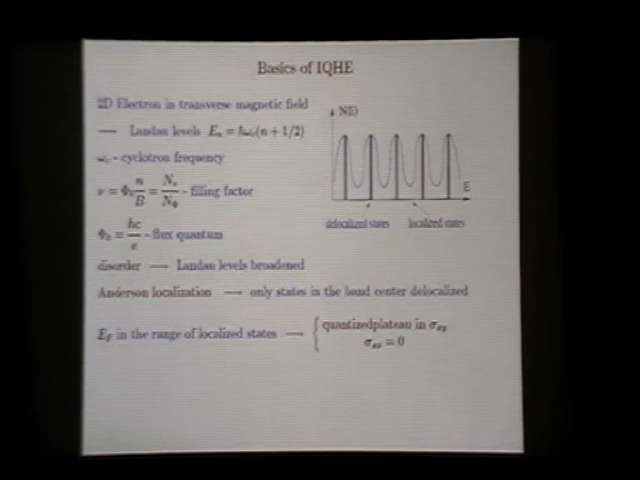 Basics of IQHE
2D Electron in transverse magnetic field
⟶ Landau levels E_n = ħω_c(n + 1/2)
ω_c - cyclotron frequency
ν = Φ_0 n/B = N_e/N_Φ - filling factor
Φ_0 = hc/e - flux quantum
N(E)
E
delocalized states
localized states
disorder ⟶ Landau levels broadened
Anderson localization ⟶ only states in the band center delocalized
E_F in the range of localized states ⟶ { quantizedplateau in σ_xy
σ_xx = 0